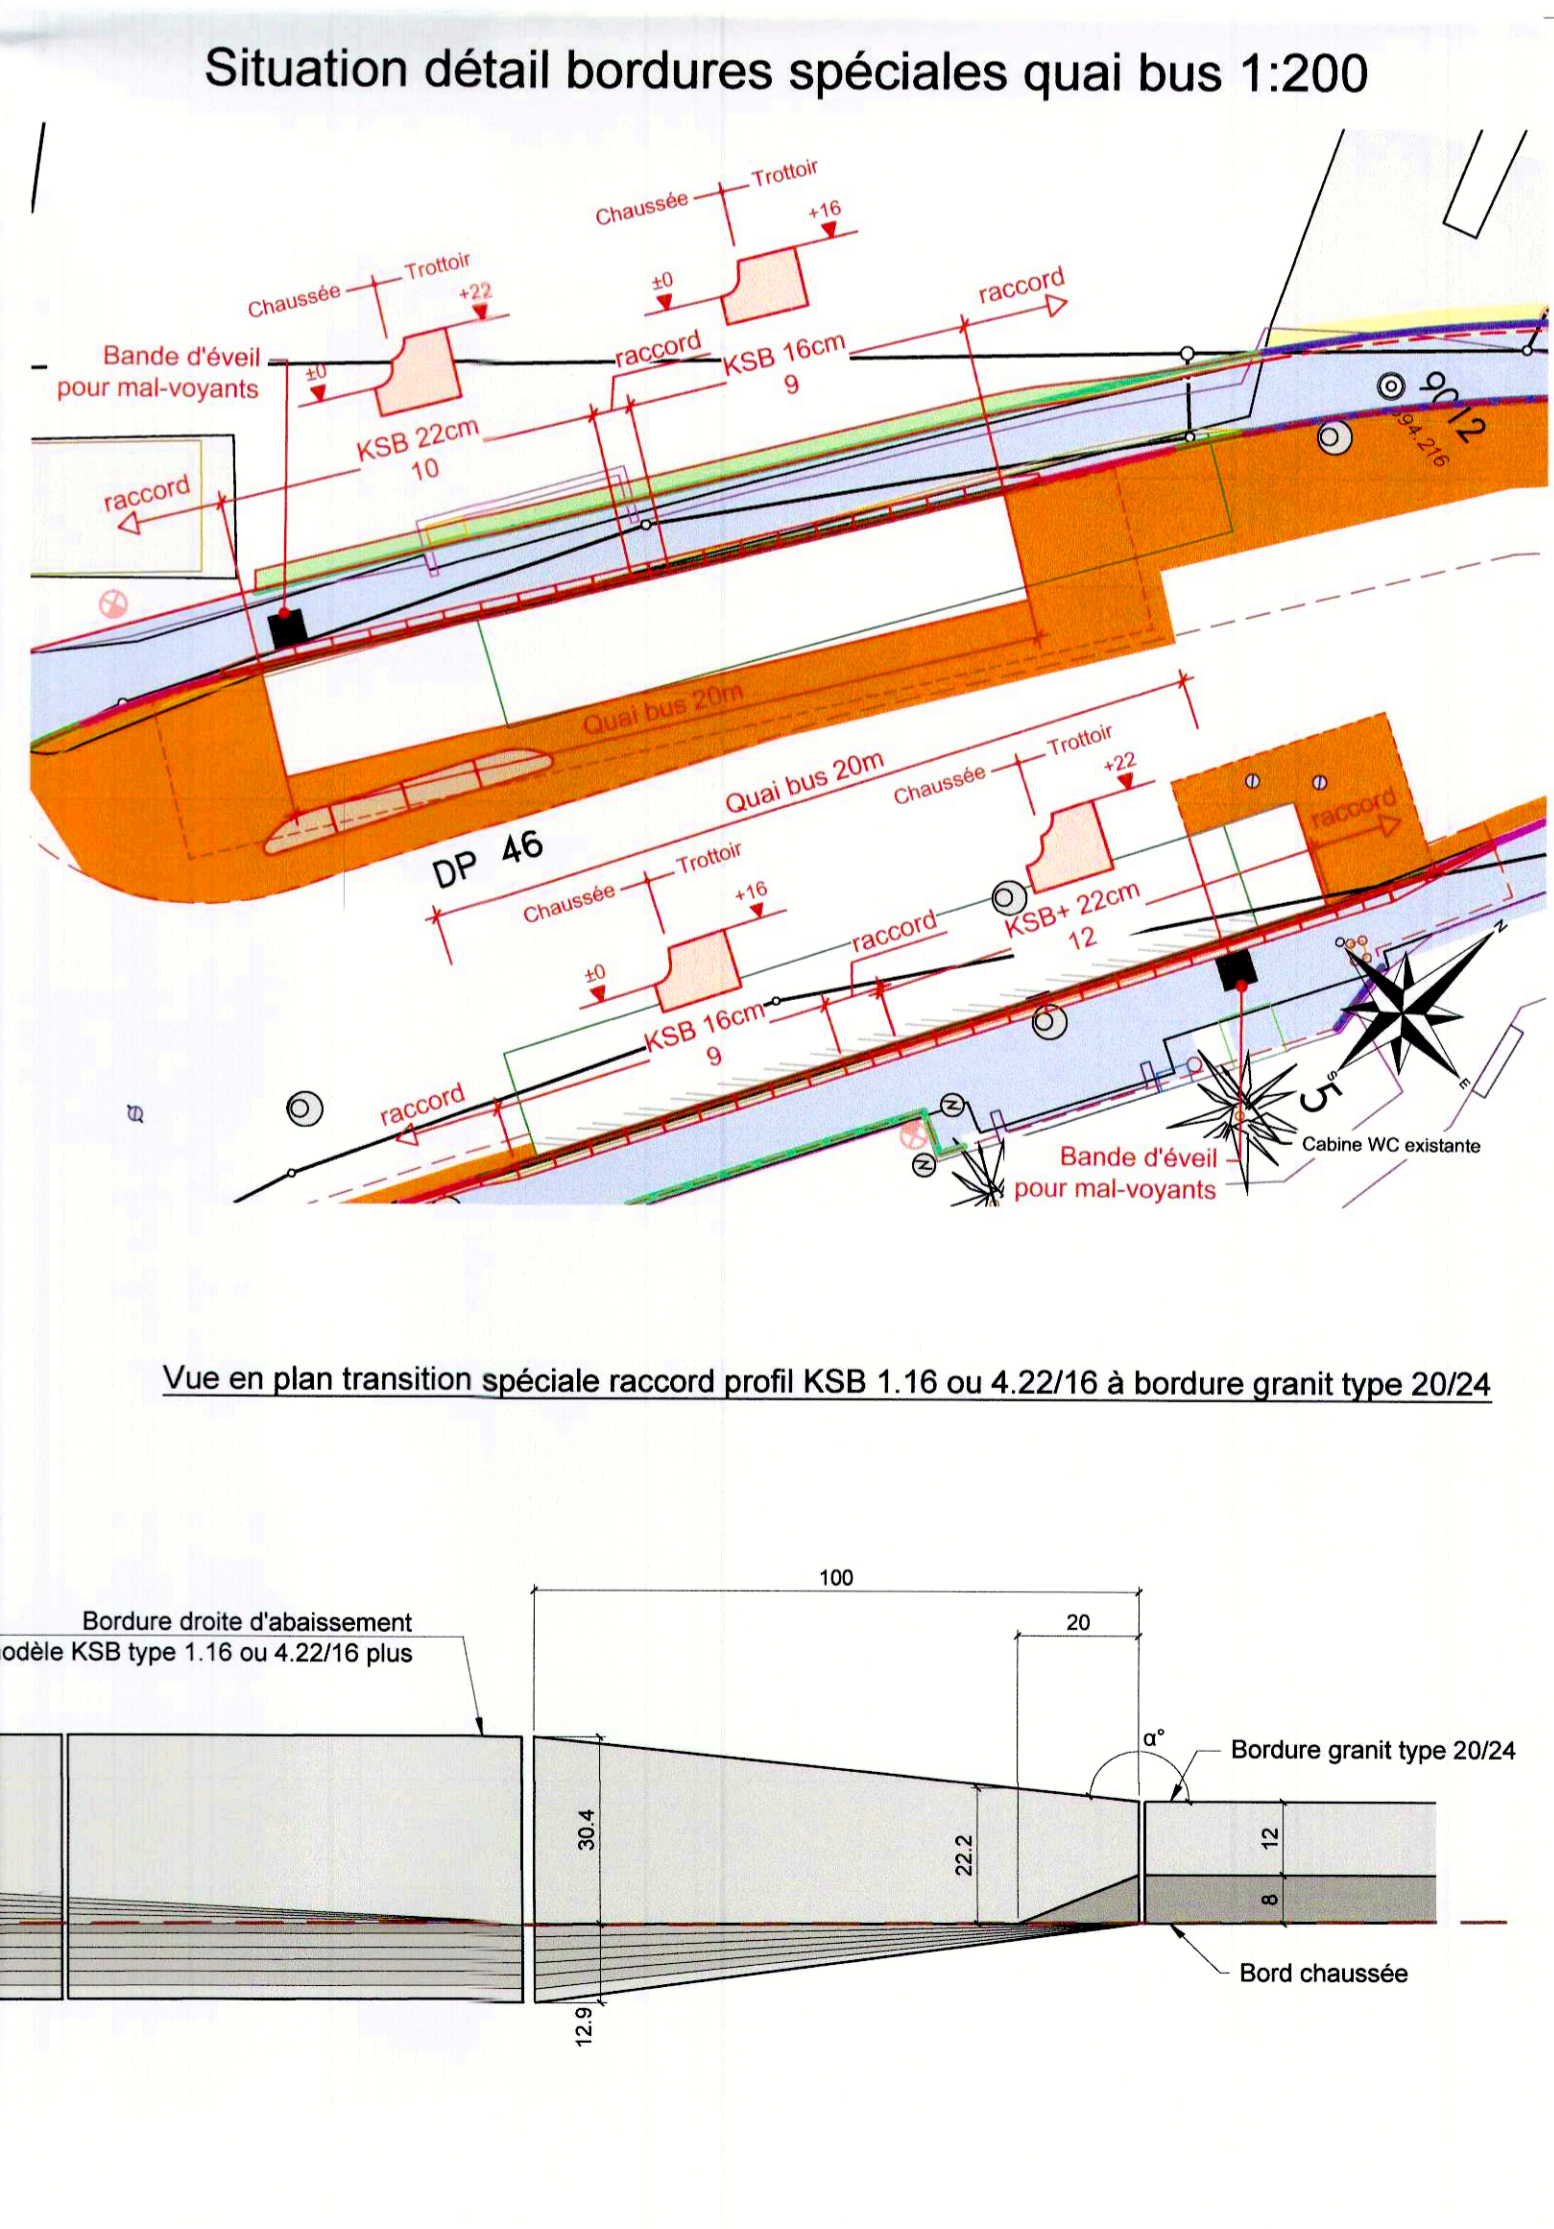 Situation détail bordures spéciales quai bus 1:200
Chaussée
Trottoir
+16
±0
raccord
Chaussée
Trottoir
+22
±0
Bande d'éveil
pour mal-voyants
raccord
KSB 16cm
9
KSB 22cm
10
raccord
9012
594.216
Quai bus 20m
Quai bus 20m
DP 46
Chaussée
Trottoir
+22
raccord
Chaussée
Trottoir
+16
±0
raccord
KSB+ 22cm
12
KSB 16cm
9
raccord
N
S
E
5
N
N
Cabine WC existante
Bande d'éveil
pour mal-voyants
Vue en plan transition spéciale raccord profil KSB 1.16 ou 4.22/16 à bordure granit type 20/24
100
20
Bordure droite d'abaissement
odèle KSB type 1.16 ou 4.22/16 plus
α°
Bordure granit type 20/24
30.4
22.2
12
8
12.9
Bord chaussée